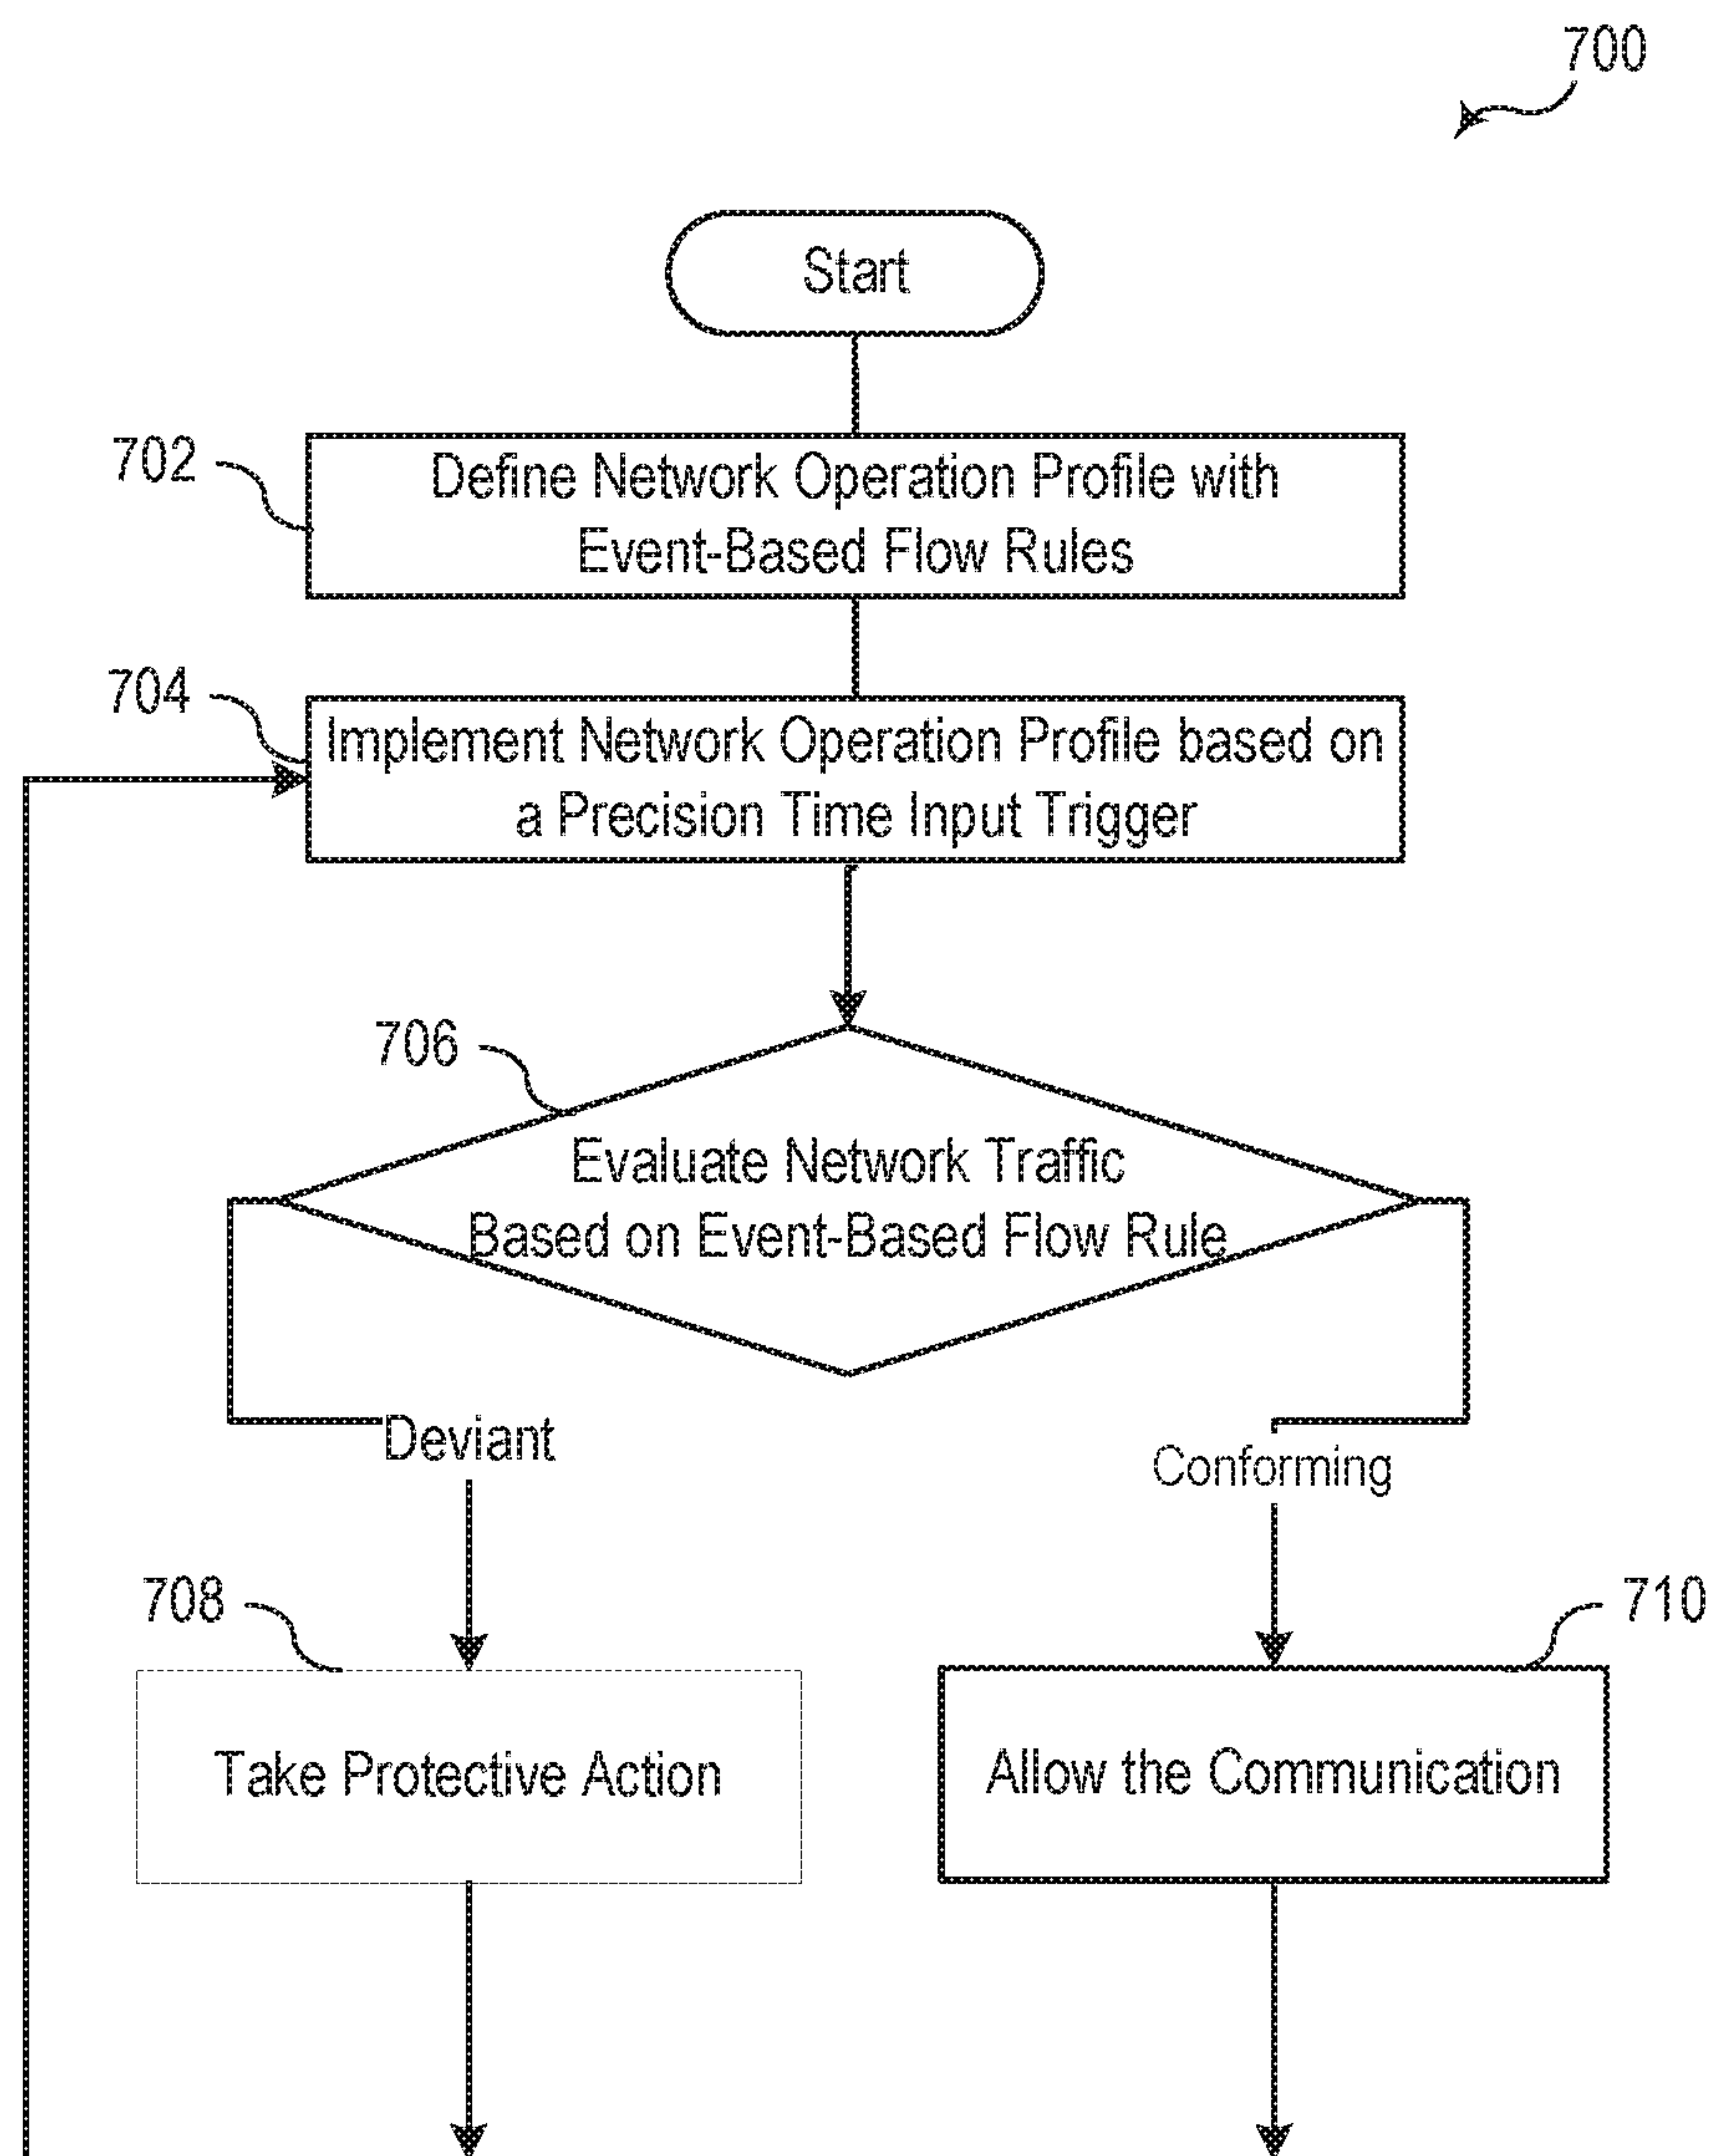 700
Start
702
Define Network Operation Profile with
Event-Based Flow Rules
704
Implement Network Operation Profile based on
a Precision Time Input Trigger
706
Evaluate Network Traffic
Based on Event-Based Flow Rule
Deviant
Conforming
708
710
Take Protective Action
Allow the Communication